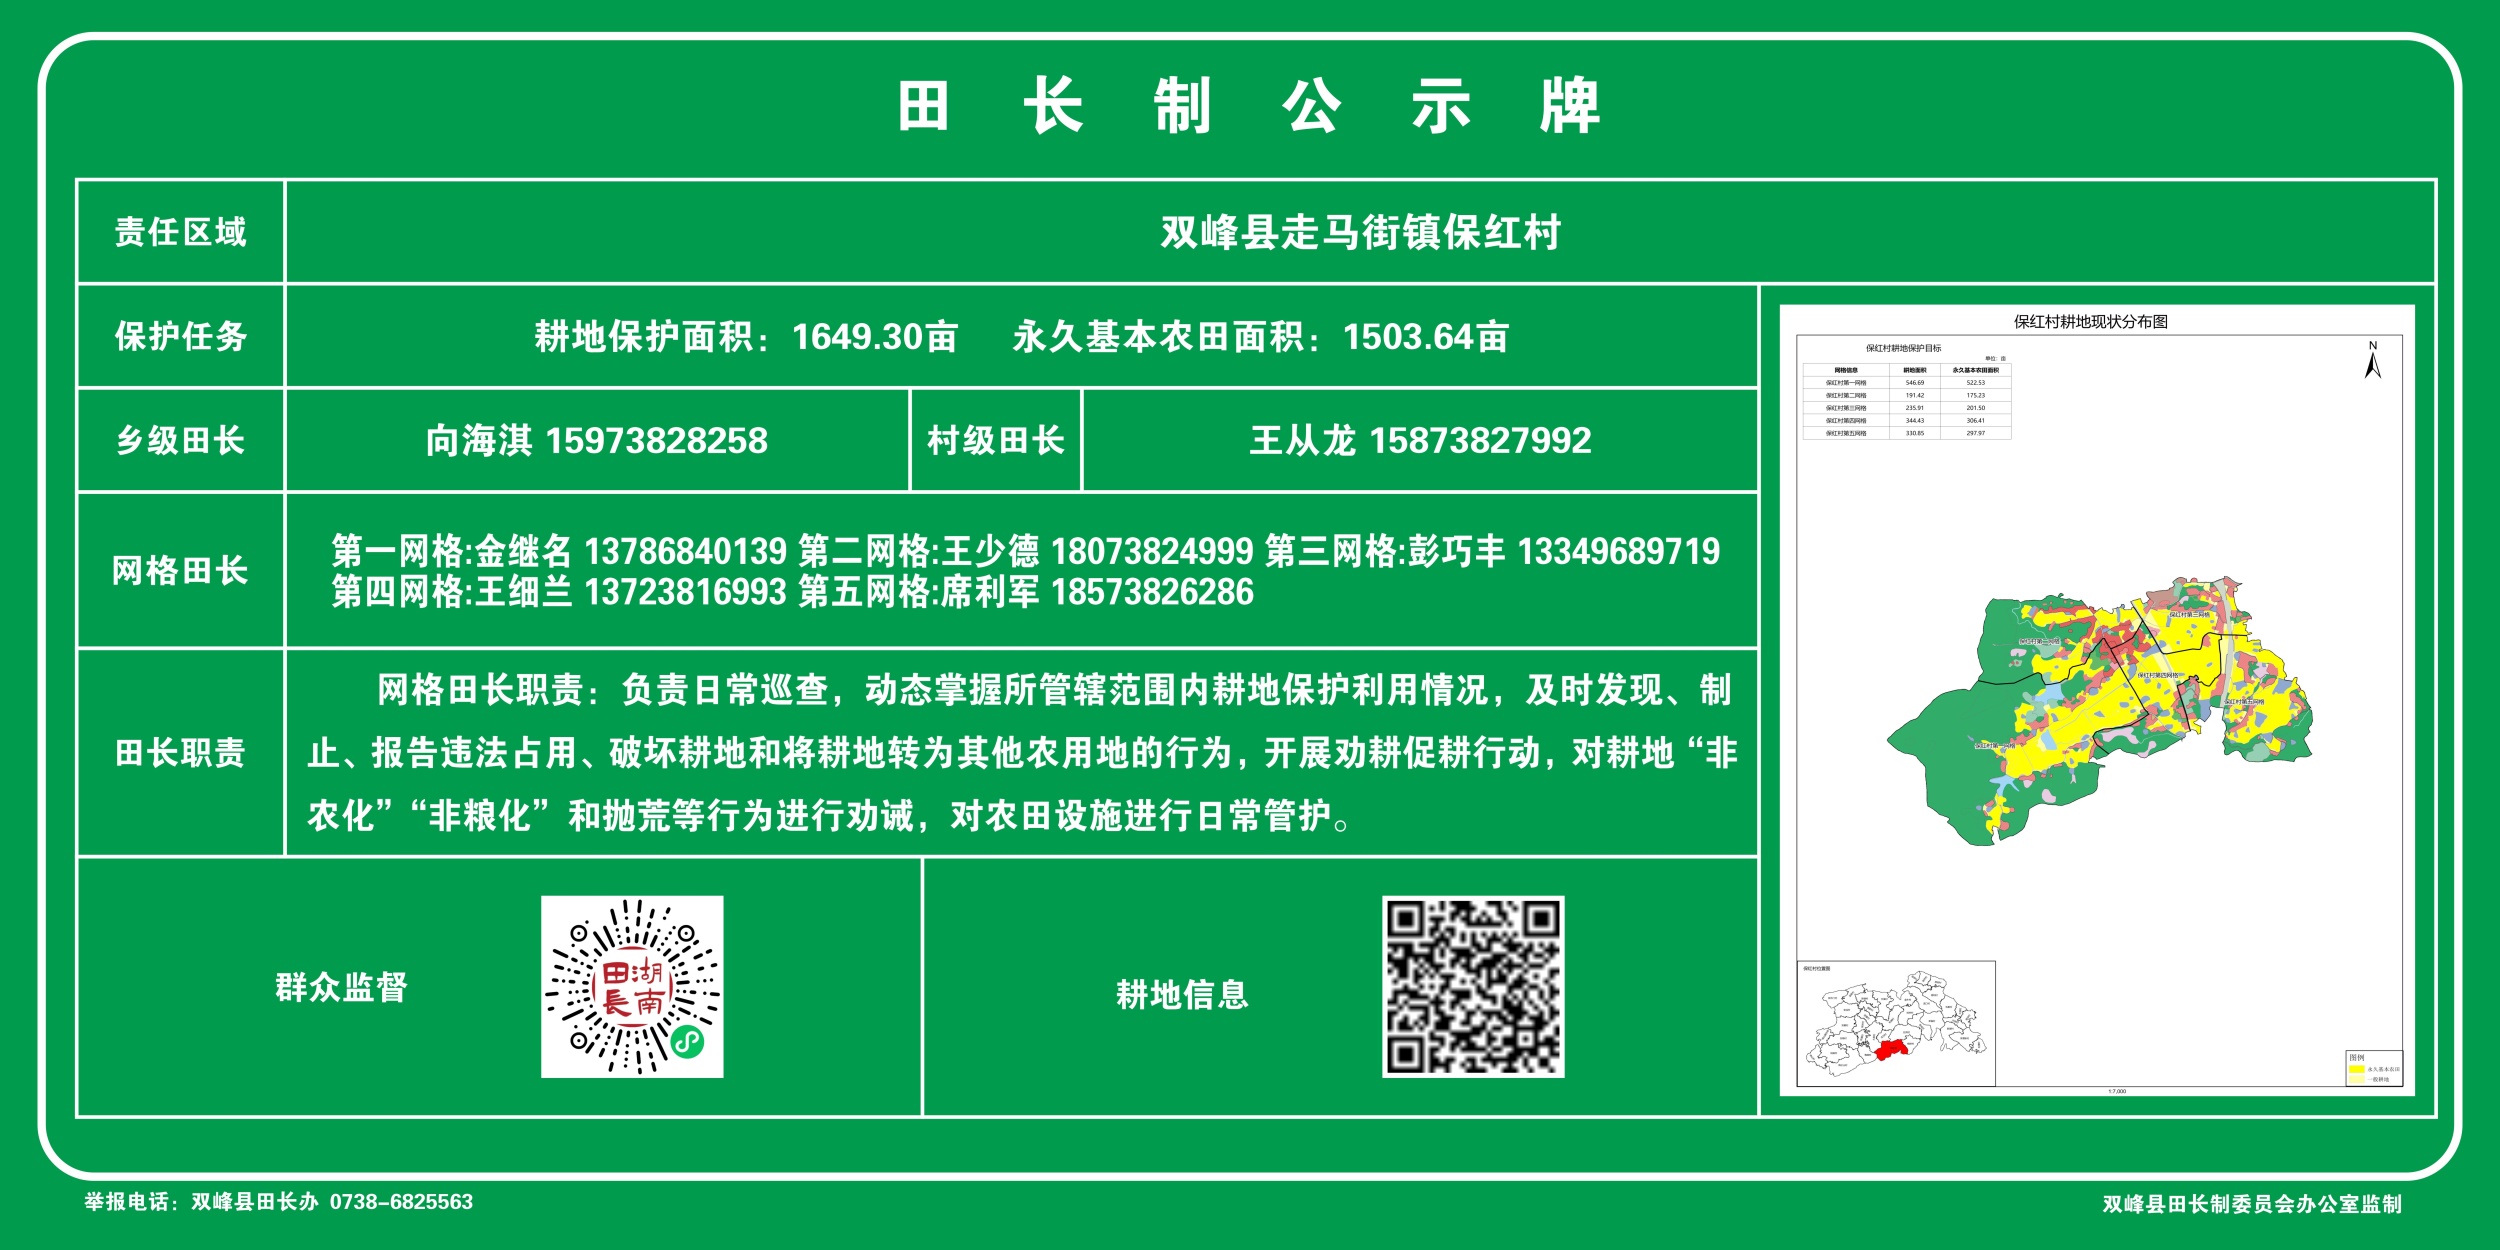 田长制公示牌
责任区域
双峰县走马街镇保红村
保护任务
耕地保护面积：1649.30亩 永久基本农田面积：1503.64亩
乡级田长
向海淇 15973828258
村级田长
王从龙 15873827992
网格田长
第一网格:金继名 13786840139 第二网格:王少德 18073824999 第三网格:彭巧丰 13349689719
第四网格:王细兰 13723816993 第五网格:席利军 18573826286
田长职责
网格田长职责：负责日常巡查，动态掌握所管辖范围内耕地保护利用情况，及时发现、制
止、报告违法占用、破坏耕地和将耕地转为其他农用地的行为，开展劝耕促耕行动，对耕地“非
农化”“非粮化”和抛荒等行为进行劝诫，对农田设施进行日常管护。
群众监督
湖南田長
耕地信息
保红村耕地现状分布图
保红村耕地保护目标
单位：亩
网格信息 耕地面积 永久基本农田面积
保红村第一网格 546.69 522.53
保红村第二网格 191.42 175.23
保红村第三网格 235.91 201.50
保红村第四网格 344.43 306.41
保红村第五网格 330.85 297.97
N
保红村第三网格
保红村第二网格
保红村第四网格
保红村第五网格
保红村第一网格
保红村位置图
图例
永久基本农田
一般耕地
1:7,000
举报电话：双峰县田长办 0738-6825563
双峰县田长制委员会办公室监制